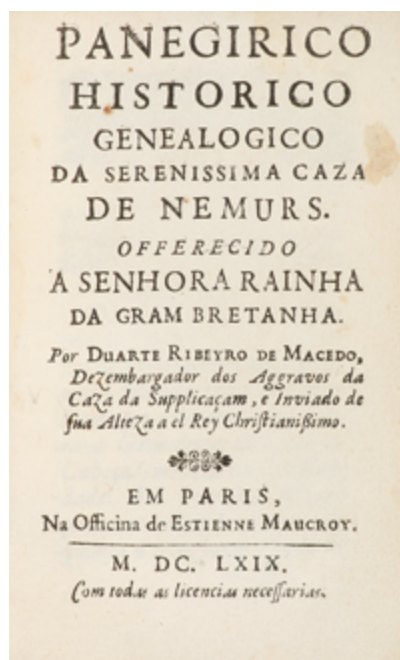 PANEGIRICO
HISTORICO
GENEALOGICO
DA SERENISSIMA CAZA
DE NEMURS.
OFFERECIDO
A SENHORA RAINHA
DA GRAM BRETANHA.
Por DUARTE RIBEYRO DE MACEDO,
Dezembargador dos Aggravos da
Caza da Supplicaçam, e Inviado de
ſua Alteza a el Rey Chriſtianißimo.
EM PARIS,
Na Officina de ESTIENNE MAUCROY.
M. DC. LXIX.
Com todas as licencias neceſſarias.